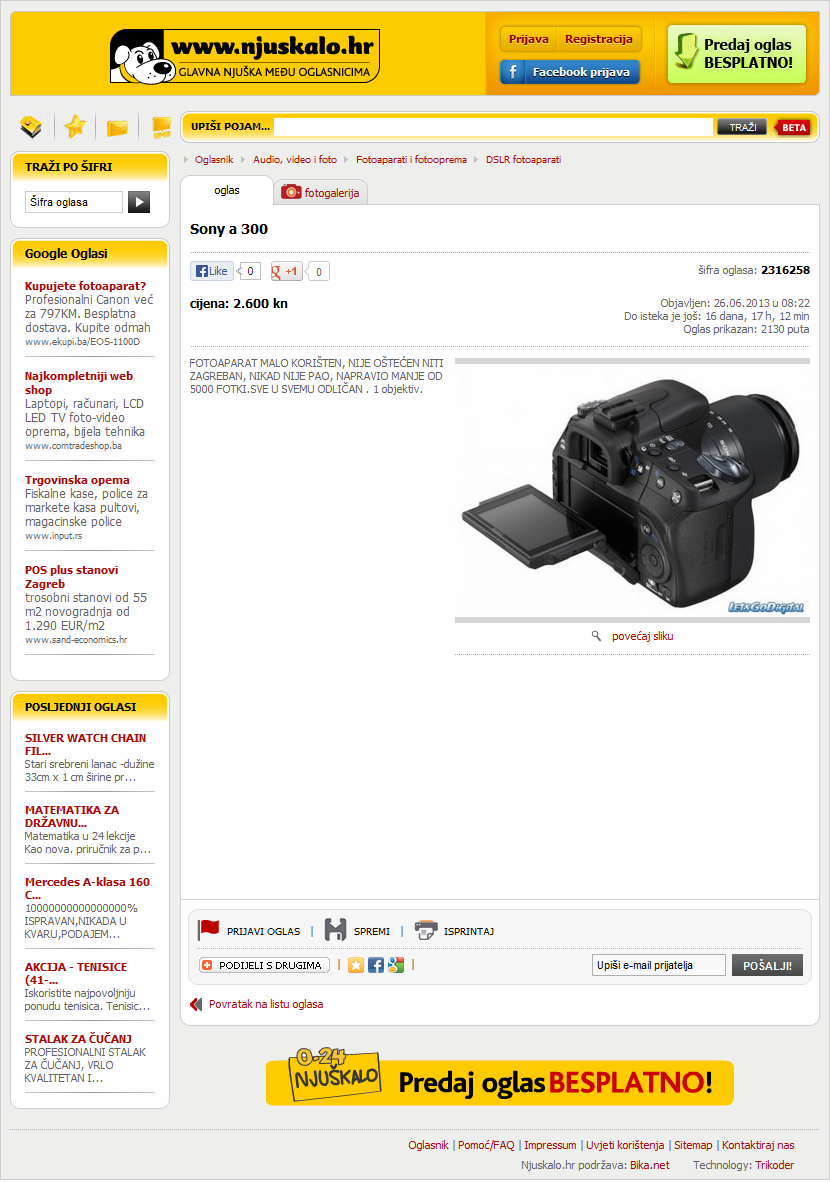 www.njuskalo.hr
GLAVNA NJUŠKA MEĐU OGLASNICIMA
Prijava
Registracija
Facebook prijava
Predaj oglas
BESPLATNO!
UPIŠI POJAM...
TRAŽI
BETA
TRAŽI PO ŠIFRI
Šifra oglasa
Google Oglasi
Kupujete fotoaparat?
Profesionalni Canon već
za 797KM. Besplatna
dostava. Kupite odmah
www.ekupi.ba/EOS-1100D
Najkompletniji web
shop
Laptopi, računari, LCD
LED TV foto-video
oprema, bijela tehnika
www.comtradeshop.ba
Trgovinska opema
Fiskalne kase, police za
markete kasa pultovi,
magacinske police
www.input.rs
POS plus stanovi
Zagreb
trosobni stanovi od 55
m2 novogradnja od
1.290 EUR/m2
www.sand-economics.hr
POSLJEDNJI OGLASI
SILVER WATCH CHAIN
FIL...
Stari srebreni lanac -dužine
33cm x 1 cm širine pr...
MATEMATIKA ZA
DRŽAVNU...
Matematika u 24 lekcije
Kao nova. priručnik za p...
Mercedes A-klasa 160
C...
10000000000000000%
ISPRAVAN,NIKADA U
KVARU,PODAJEM...
AKCIJA - TENISICE
(41-...
Iskoristite najpovoljniju
ponudu tenisica. Tenisic...
STALAK ZA ČUČANJ
PROFESIONALNI STALAK
ZA ČUČANJ, VRLO
KVALITETAN I...
Oglasnik Audio, video i foto Fotoaparati i fotooprema DSLR fotoaparati
oglas
fotogalerija
Sony a 300
Like 0 +1 0
šifra oglasa: 2316258
cijena: 2.600 kn
Objavljen: 26.06.2013 u 08:22
Do isteka je još: 16 dana, 17 h, 12 min
Oglas prikazan: 2130 puta
FOTOAPARAT MALO KORIŠTEN, NIJE OŠTEĆEN NITI
ZAGREBAN, NIKAD NIJE PAO, NAPRAVIO MANJE OD
5000 FOTKI.SVE U SVEMU ODLIČAN . 1 objektiv.
LETSGODIGITAL
povećaj sliku
PRIJAVI OGLAS | SPREMI | ISPRINTAJ
PODIJELI S DRUGIMA
Upiši e-mail prijatelja
POŠALJI!
Povratak na listu oglasa
0-24
NJUŠKALO
Predaj oglas BESPLATNO!
Oglasnik | Pomoć/FAQ | Impressum | Uvjeti korištenja | Sitemap | Kontaktiraj nas
Njuskalo.hr podržava: Bika.net Technology: Trikoder